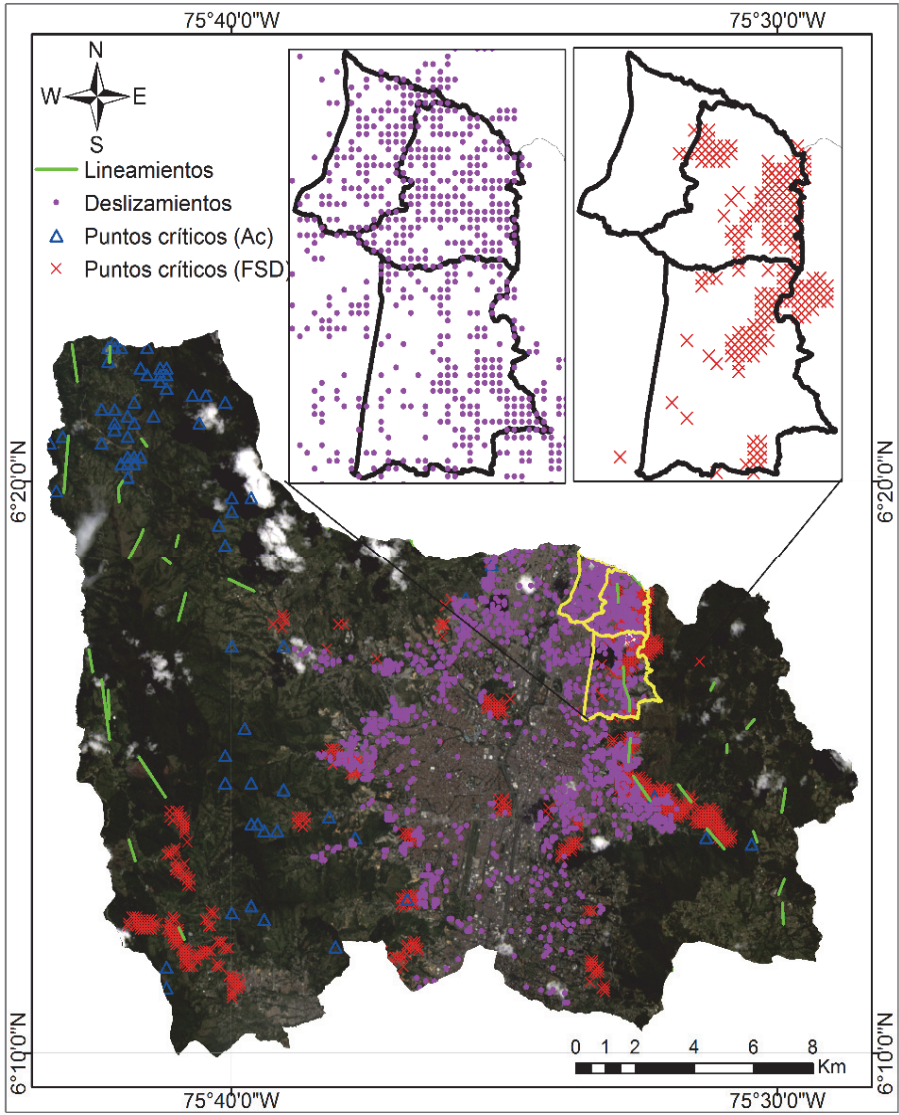 75°40'0"W
75°30'0"W
N
W
E
S
Lineamientos
Deslizamientos
Puntos críticos (Ac)
Puntos críticos (FSD)
6°20'0"N
6°20'0"N
6°10'0"N
6°10'0"N
0 1 2 4 6 8
Km
75°40'0"W
75°30'0"W